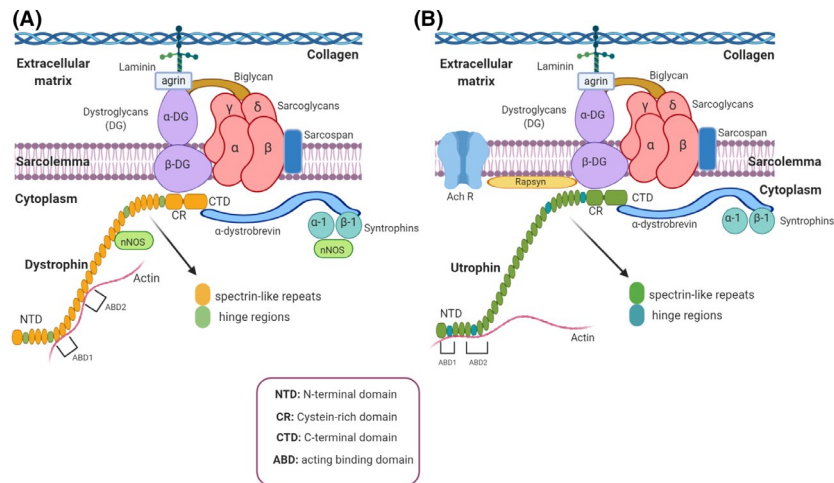 (A)
Extracellular
matrix
Collagen
Laminin
agrin
Biglycan
Dystroglycans
(DG)
α-DG
γ
δ
Sarcoglycans
Sarcospan
α
β
β-DG
Sarcolemma
Cytoplasm
CR
CTD
α-dystrobrevin
α-1
β-1
Syntrophins
nNOS
nNOS
Dystrophin
Actin
ABD2
NTD
ABD1
spectrin-like repeats
hinge regions
(B)
Extracellular
matrix
Collagen
Laminin
agrin
Biglycan
Dystroglycans
(DG)
α-DG
γ
δ
Sarcoglycans
Sarcospan
α
β
β-DG
Sarcolemma
Cytoplasm
Ach R
Rapsyn
CR
CTD
α-dystrobrevin
α-1
β-1
Syntrophins
Utrophin
NTD
Actin
ABD1
ABD2
spectrin-like repeats
hinge regions
NTD: N-terminal domain
CR: Cystein-rich domain
CTD: C-terminal domain
ABD: acting binding domain